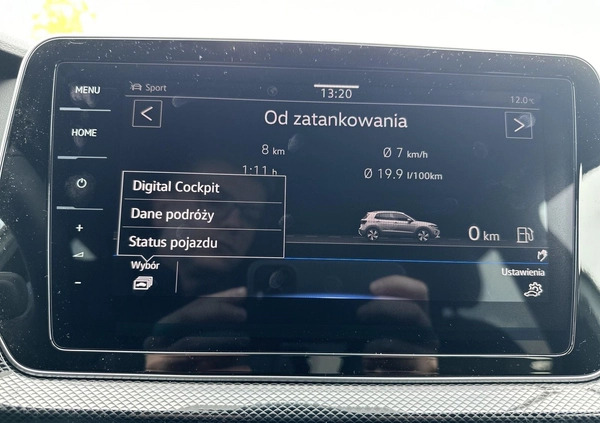 MENU
Sport
13:20
12.0°C
HOME
Od zatankowania
8 km
Ø 7 km/h
1:11 h
Ø 19.9 l/100km
Digital Cockpit
Dane podróży
Status pojazdu
0 km
+
-
Wybór
Ustawienia